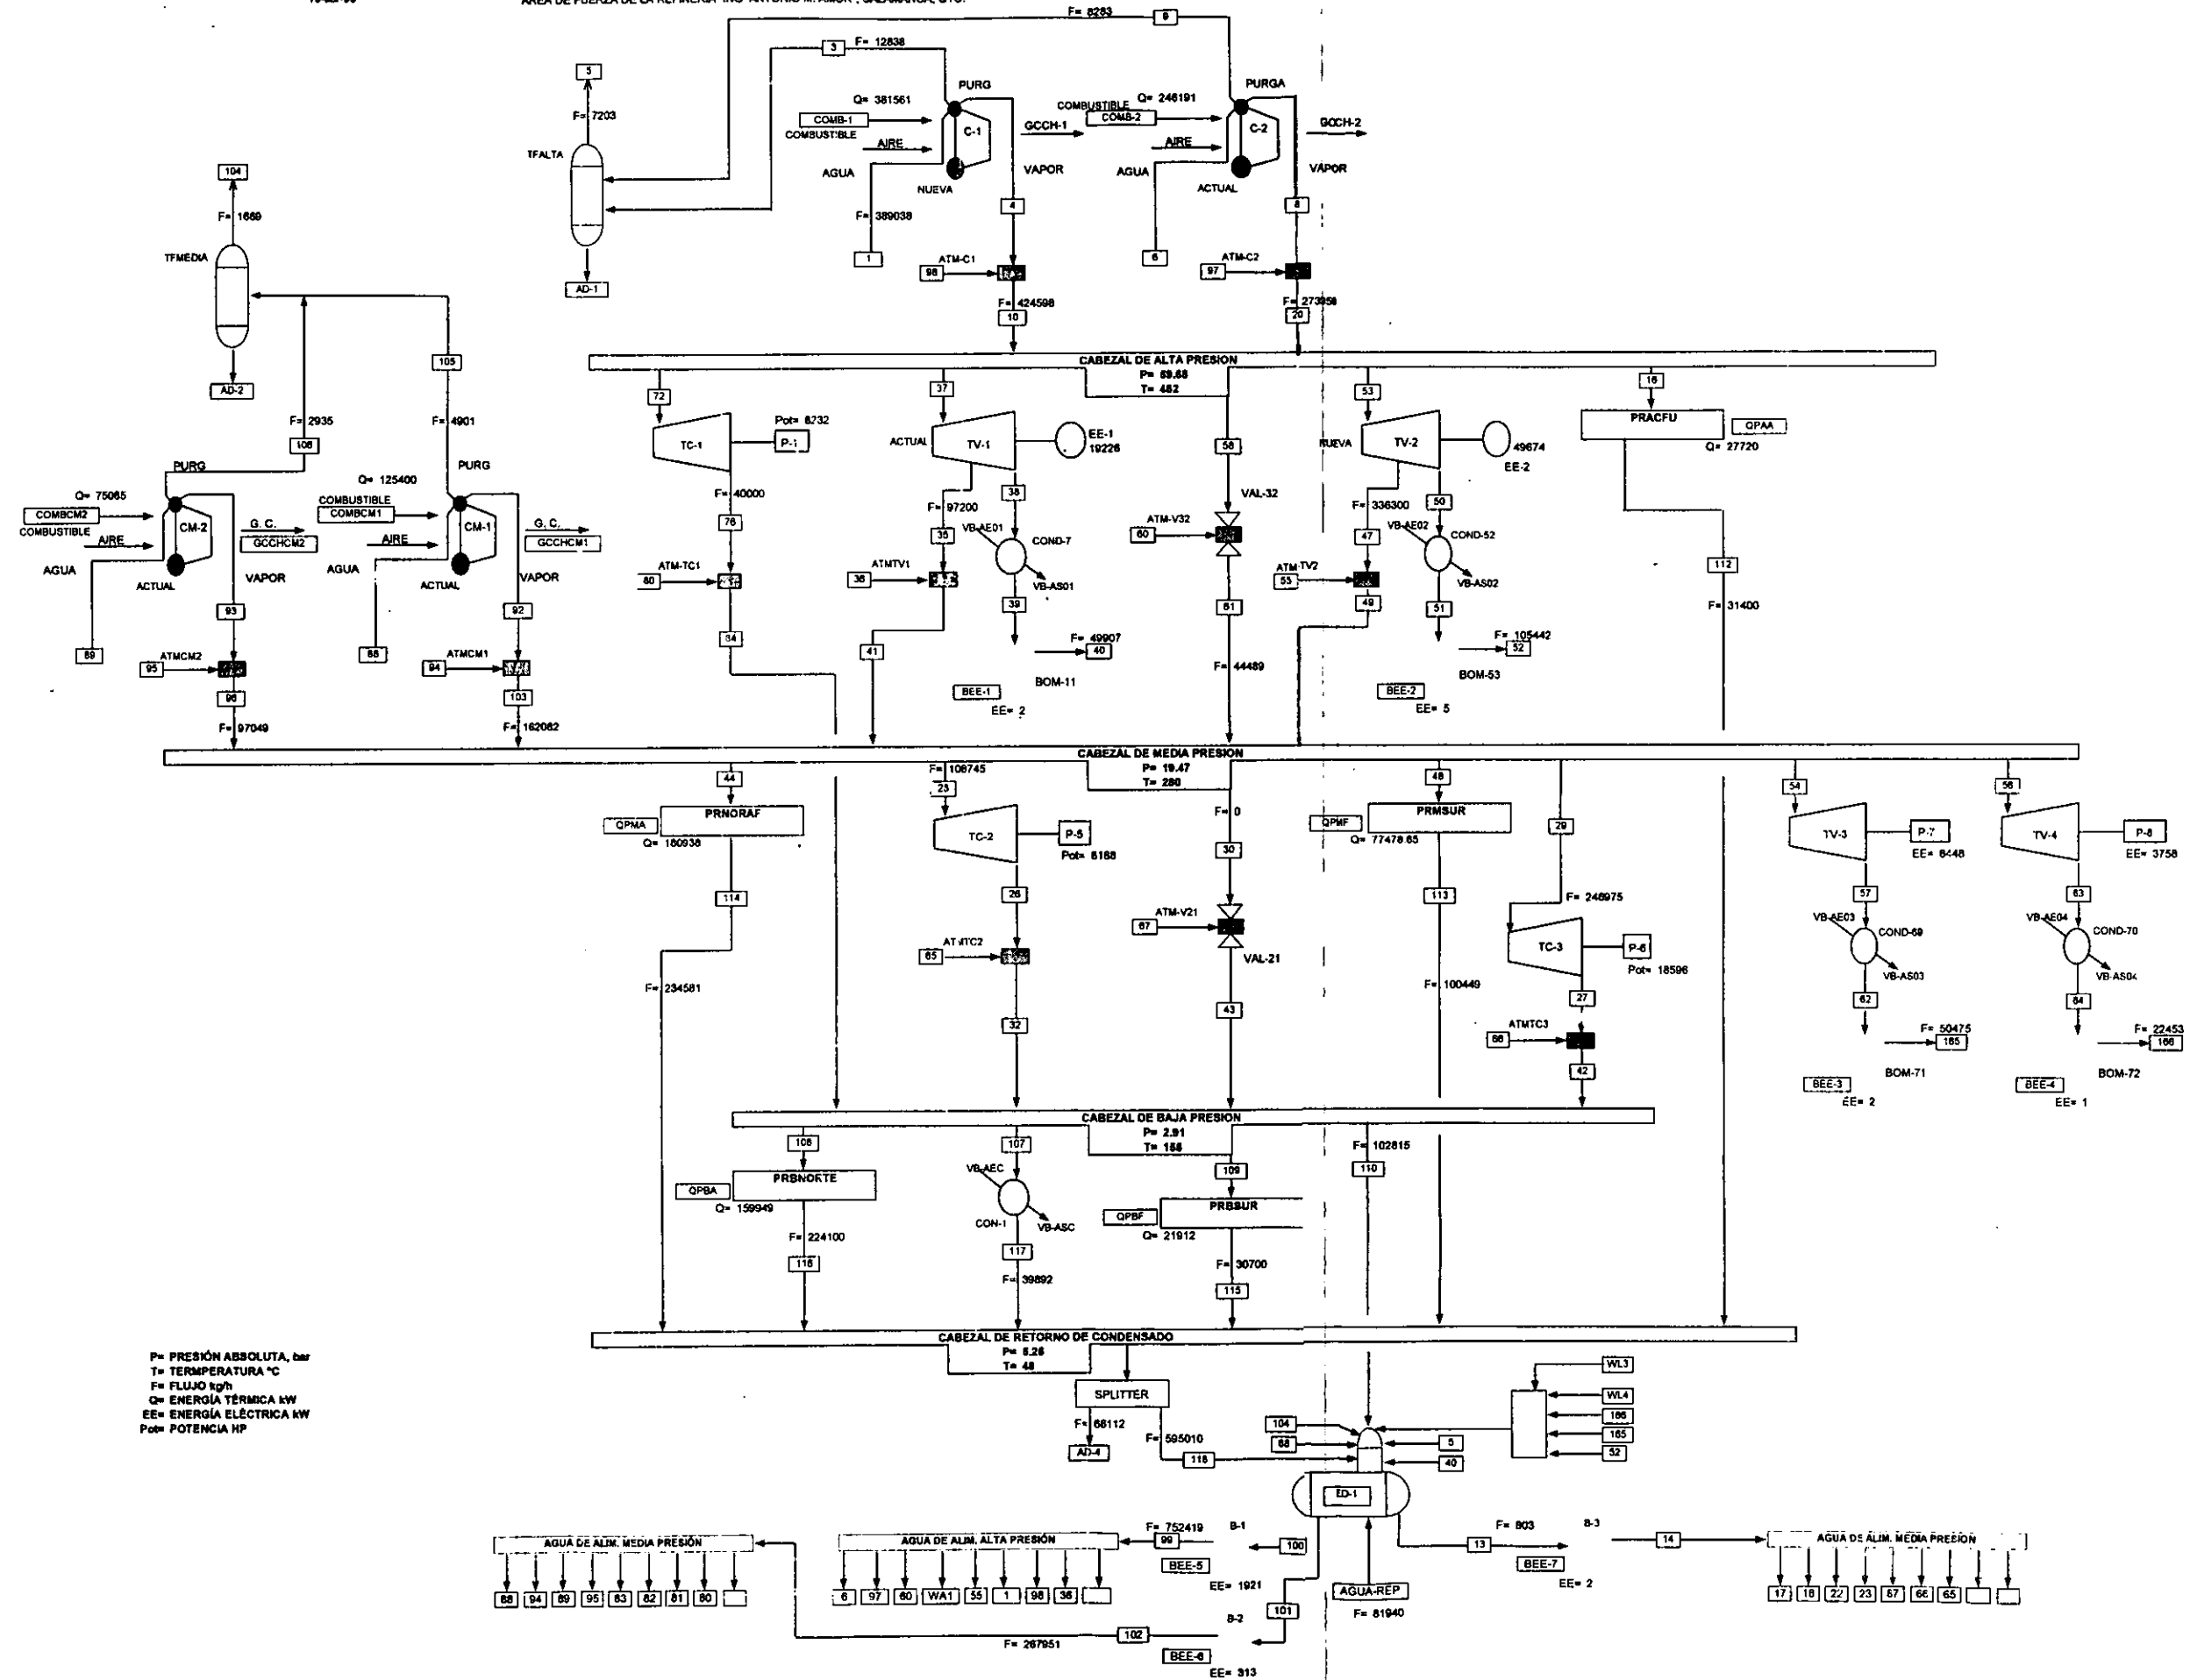 F= 8283
9
3
F= 12838
5
PURG
PURGA
Q= 381561
COMBUSTIBLE
Q= 246191
F= 7203
COMB-1
COMB-2
COMBUSTIBLE
C-1
GCCH-1
C-2
GCCH-2
TFALTA
AIRE
AIRE
104
AGUA
VAPOR
AGUA
VAPOR
NUEVA
ACTUAL
4
8
F= 1669
F= 389038
TFMEDIA
1
ATM-C1
6
ATM-C2
98
97
AD-1
F= 424598
F= 273358
10
20
CABEZAL DE ALTA PRESION
P= 59.68
T= 482
105
AD-2
72
37
53
16
F= 2935
F= 4901
106
Pot= 6732
ACTUAL
EE-1
19226
PRACFU
QPAA
TC-1
P-1
TV-1
58
NUEVA
TV-2
49674
EE-2
Q= 27720
PURG
PURG
Q= 75065
Q= 125400
COMBCM2
COMBUSTIBLE
COMBUSTIBLE
COMBCM1
CM-2
G. C.
GCCHCM2
CM-1
G. C.
GCCHCM1
AIRE
AIRE
AGUA
VAPOR
AGUA
VAPOR
ACTUAL
ACTUAL
F= 40000
76
F= 97200
35
38
VAL-32
F= 336300
47
50
VB-AE01
COND-7
VB-AS01
ATM-V32
60
VB-AE02
COND-52
VB-AS02
ATM-TC1
80
ATMTV1
36
ATM-TV2
55
112
93
92
39
61
49
51
F= 31400
84
89
88
ATMCM2
95
ATMCM1
94
41
F= 49907
40
F= 44489
F= 105442
52
BOM-11
BOM-53
96
103
BEE-1
EE= 2
BEE-2
EE= 5
F= 97049
F= 162082
CABEZAL DE MEDIA PRESION
P= 19.47
T= 280
44
F= 108745
23
48
54
56
PRNORAF
QPMA
Q= 180938
TC-2
P-5
Pot= 6188
F= 0
30
PRMSUR
QPMF
Q= 77478.65
29
TV-3
P-7
EE= 6448
TV-4
P-8
EE= 3758
114
26
113
F= 246975
57
63
ATM-V21
67
VB-AE03
COND-69
VB-AS03
VB-AE04
COND-70
VB-AS04
ATMTC2
65
VAL-21
TC-3
P-6
Pot= 18596
F= 234581
F= 100449
27
62
64
32
43
ATMTC3
66
F= 50475
165
F= 22453
166
42
BOM-71
BOM-72
BEE-3
EE= 2
BEE-4
EE= 1
CABEZAL DE BAJA PRESION
P= 2.91
T= 155
107
F= 102815
110
PRBNORTE
QPBA
Q= 159949
VB-AEC
CON-1
VB-ASC
109
PRBSUR
QPBF
Q= 21912
F= 224100
116
117
F= 39892
F= 30700
115
CABEZAL DE RETORNO DE CONDENSADO
P= 5.26
T= 48
P= PRESIÓN ABSOLUTA, bar
T= TERMPERATURA °C
F= FLUJO kg/h
Q= ENERGÍA TÉRMICA kW
EE= ENERGÍA ELÉCTRICA kW
Pot= POTENCIA HP
SPLITTER
F= 68112
AD-4
F= 595010
118
WL3
WL4
166
165
52
104
68
5
40
ED-1
F= 752419
99
B-1
100
F= 803
13
B-3
14
AGUA DE ALIM. MEDIA PRESIÓN
AGUA DE ALIM. ALTA PRESIÓN
AGUA DE ALIM. MEDIA PRESIÓN
BEE-5
EE= 1921
BEE-7
EE= 2
88 94 89 95 83 82 81 80
6 97 60 WA1 55 1 98 36
17 18 22 23 67 66 65
AGUA-REP
F= 81940
101
B-2
102
F= 267951
BEE-6
EE= 313